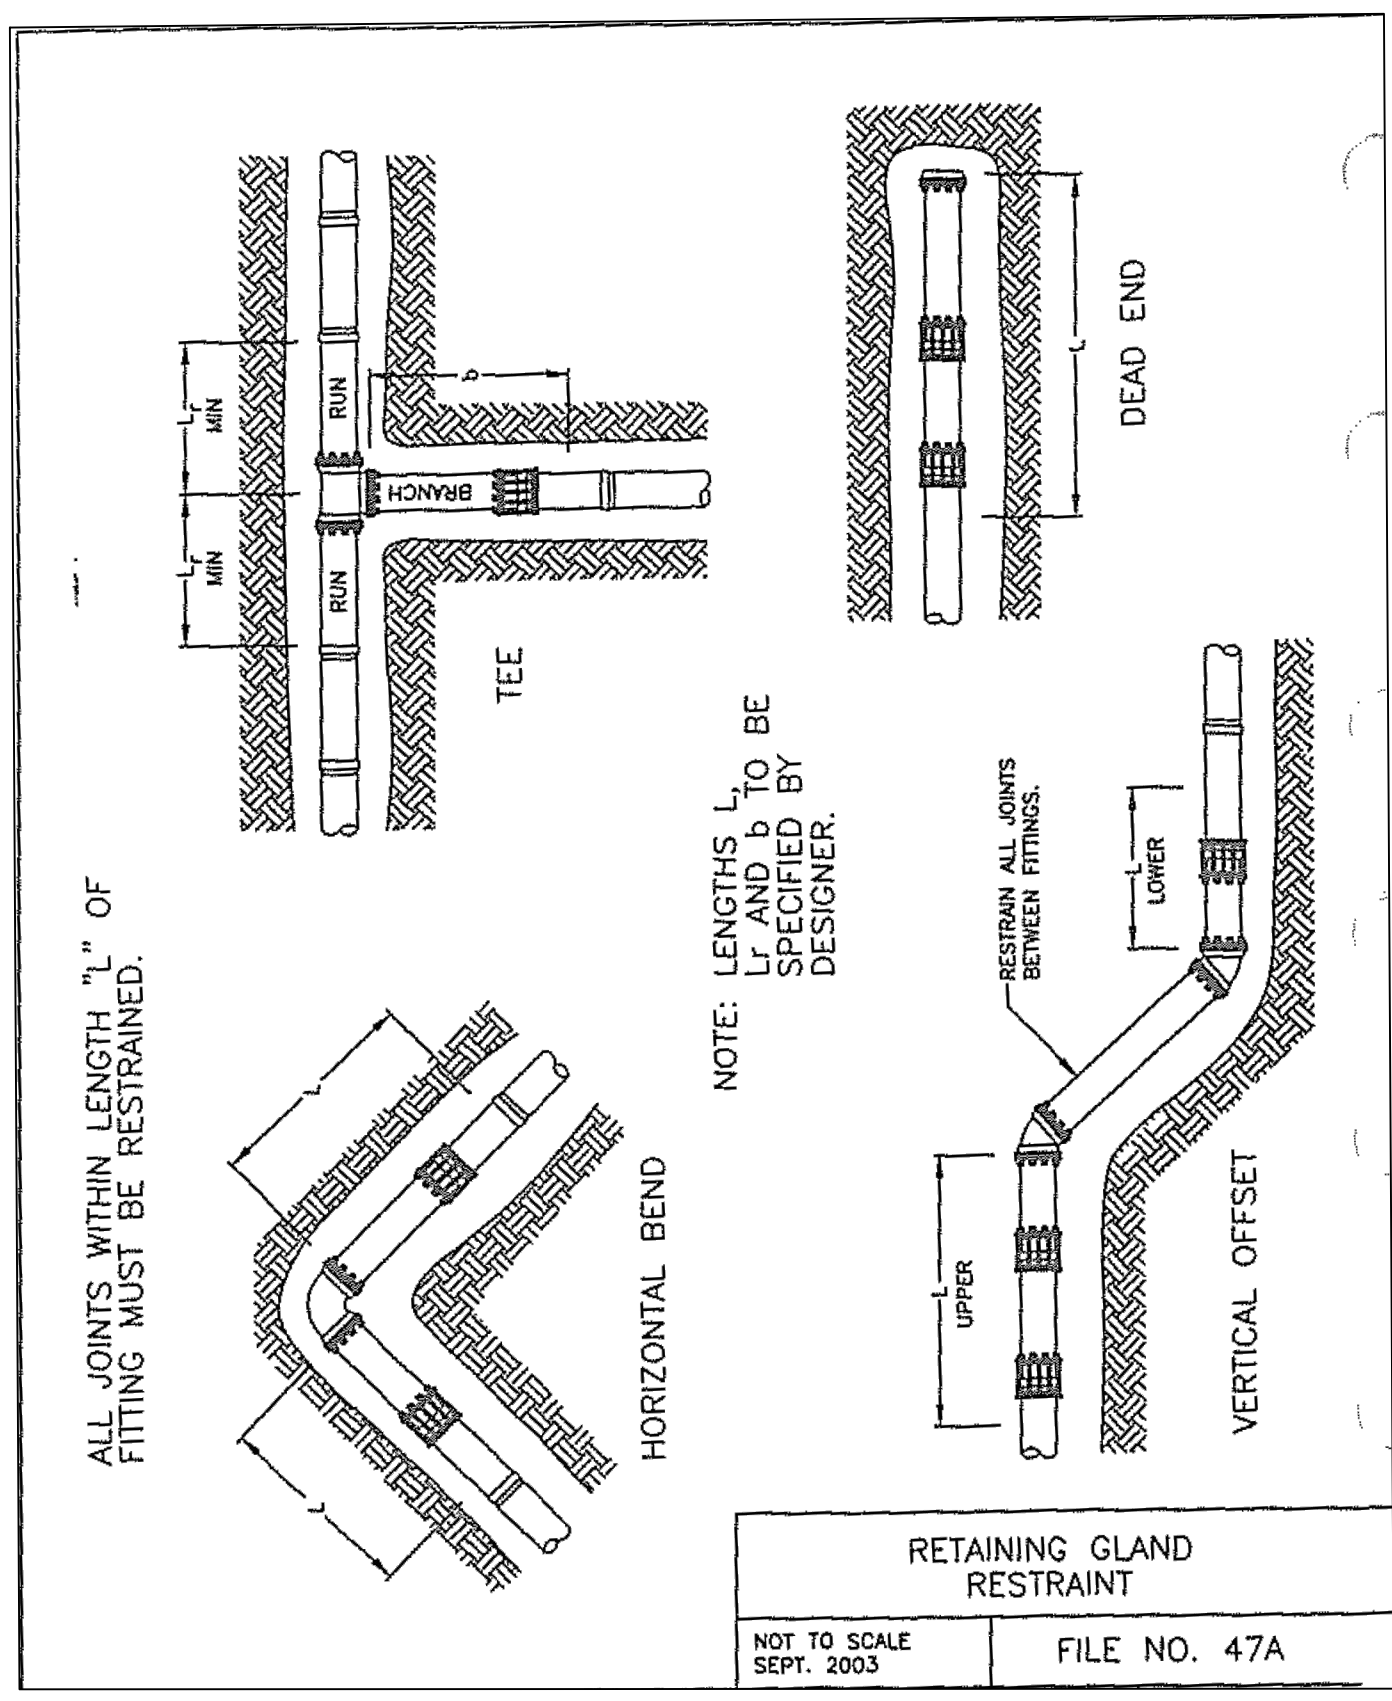 ALL JOINTS WITHIN LENGTH "L" OF
FITTING MUST BE RESTRAINED.
L
L
HORIZONTAL BEND
Lr
MIN
Lr
MIN
RUN
RUN
BRANCH
b
TEE
NOTE: LENGTHS L,
Lr AND b TO BE
SPECIFIED BY
DESIGNER.
L
UPPER
RESTRAIN ALL JOINTS
BETWEEN FITTINGS.
L
LOWER
VERTICAL OFFSET
L
DEAD END
RETAINING GLAND
RESTRAINT
NOT TO SCALE
SEPT. 2003
FILE NO. 47A